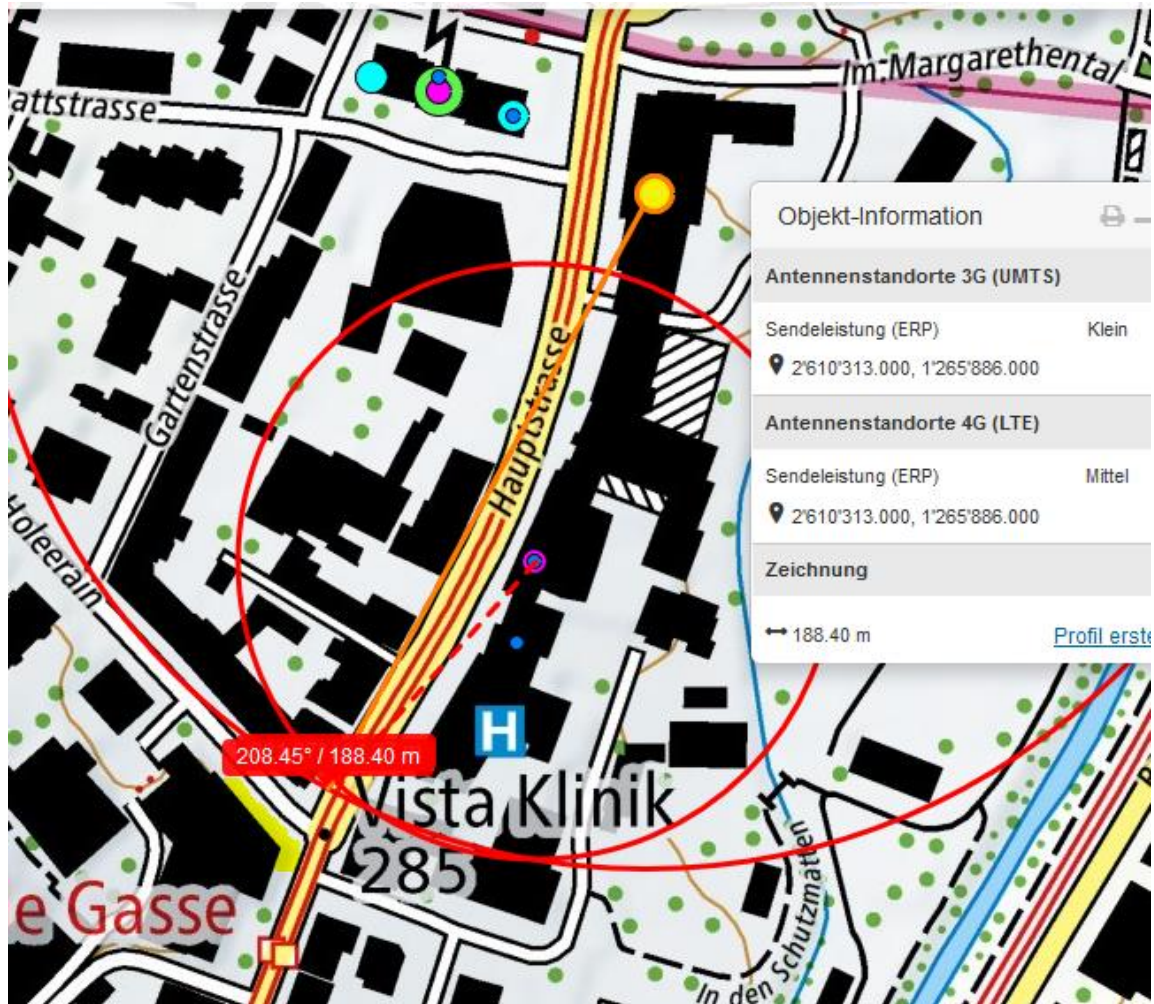 Im Margarethental
attstrasse
Objekt-Information
Antennenstandorte 3G (UMTS)
Sendeleistung (ERP) Klein
2'610'313.000, 1'265'886.000
Antennenstandorte 4G (LTE)
Sendeleistung (ERP) Mittel
2'610'313.000, 1'265'886.000
Zeichnung
188.40 m Profil erste
Gartenstrasse
Hauptstrasse
Holeerain
H
208.45° / 188.40 m
Vista Klinik
285
e Gasse
In den Schutzmatten